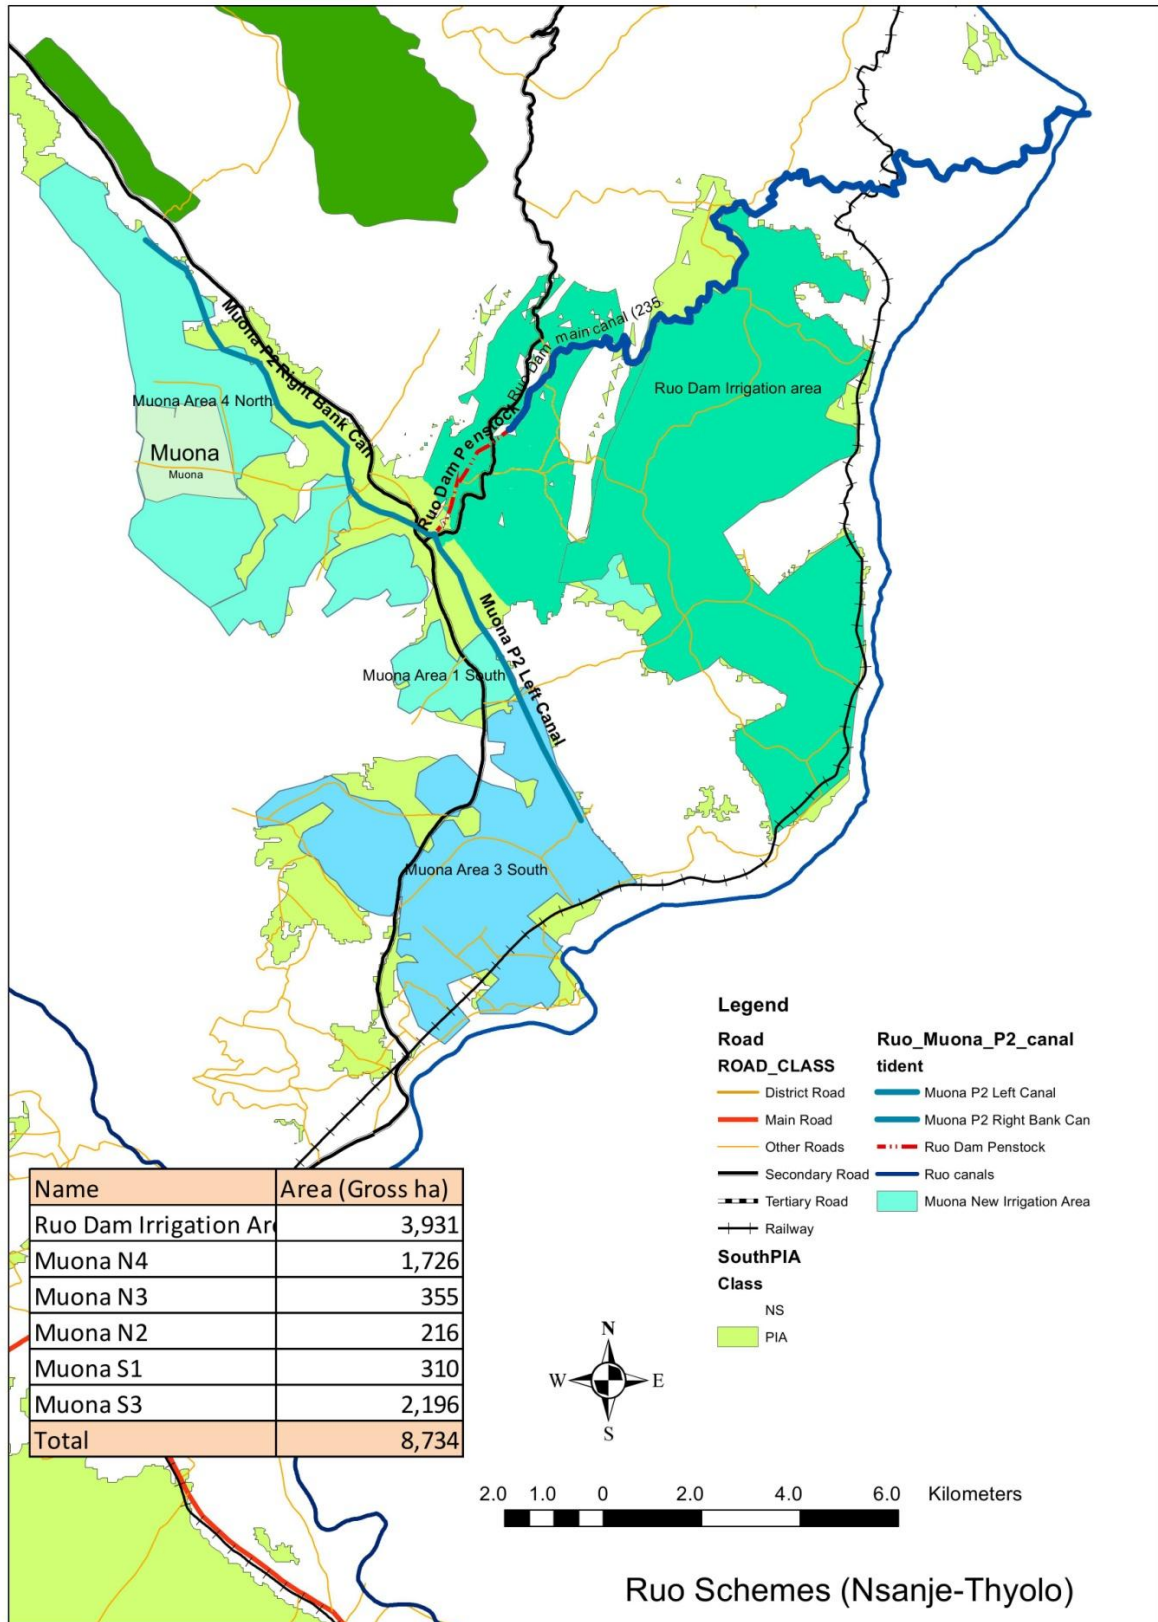 Ruo Dam main canal (235
Ruo Dam Irrigation area
Muona P2 Right Bank Can
Muona Area 4 North
Muona
Muona
Ruo Dam Penstock
Muona P2 Left Canal
Muona Area 1 South
Muona Area 3 South
Legend
Road
ROAD_CLASS
District Road
Main Road
Other Roads
Secondary Road
Tertiary Road
Railway
SouthPIA
Class
NS
PIA
Ruo_Muona_P2_canal
tident
Muona P2 Left Canal
Muona P2 Right Bank Can
Ruo Dam Penstock
Ruo canals
Muona New Irrigation Area
Name Area (Gross ha)
Ruo Dam Irrigation Are 3,931
Muona N4 1,726
Muona N3 355
Muona N2 216
Muona S1 310
Muona S3 2,196
Total 8,734
N
W E
S
2.0 1.0 0 2.0 4.0 6.0 Kilometers
Ruo Schemes (Nsanje-Thyolo)